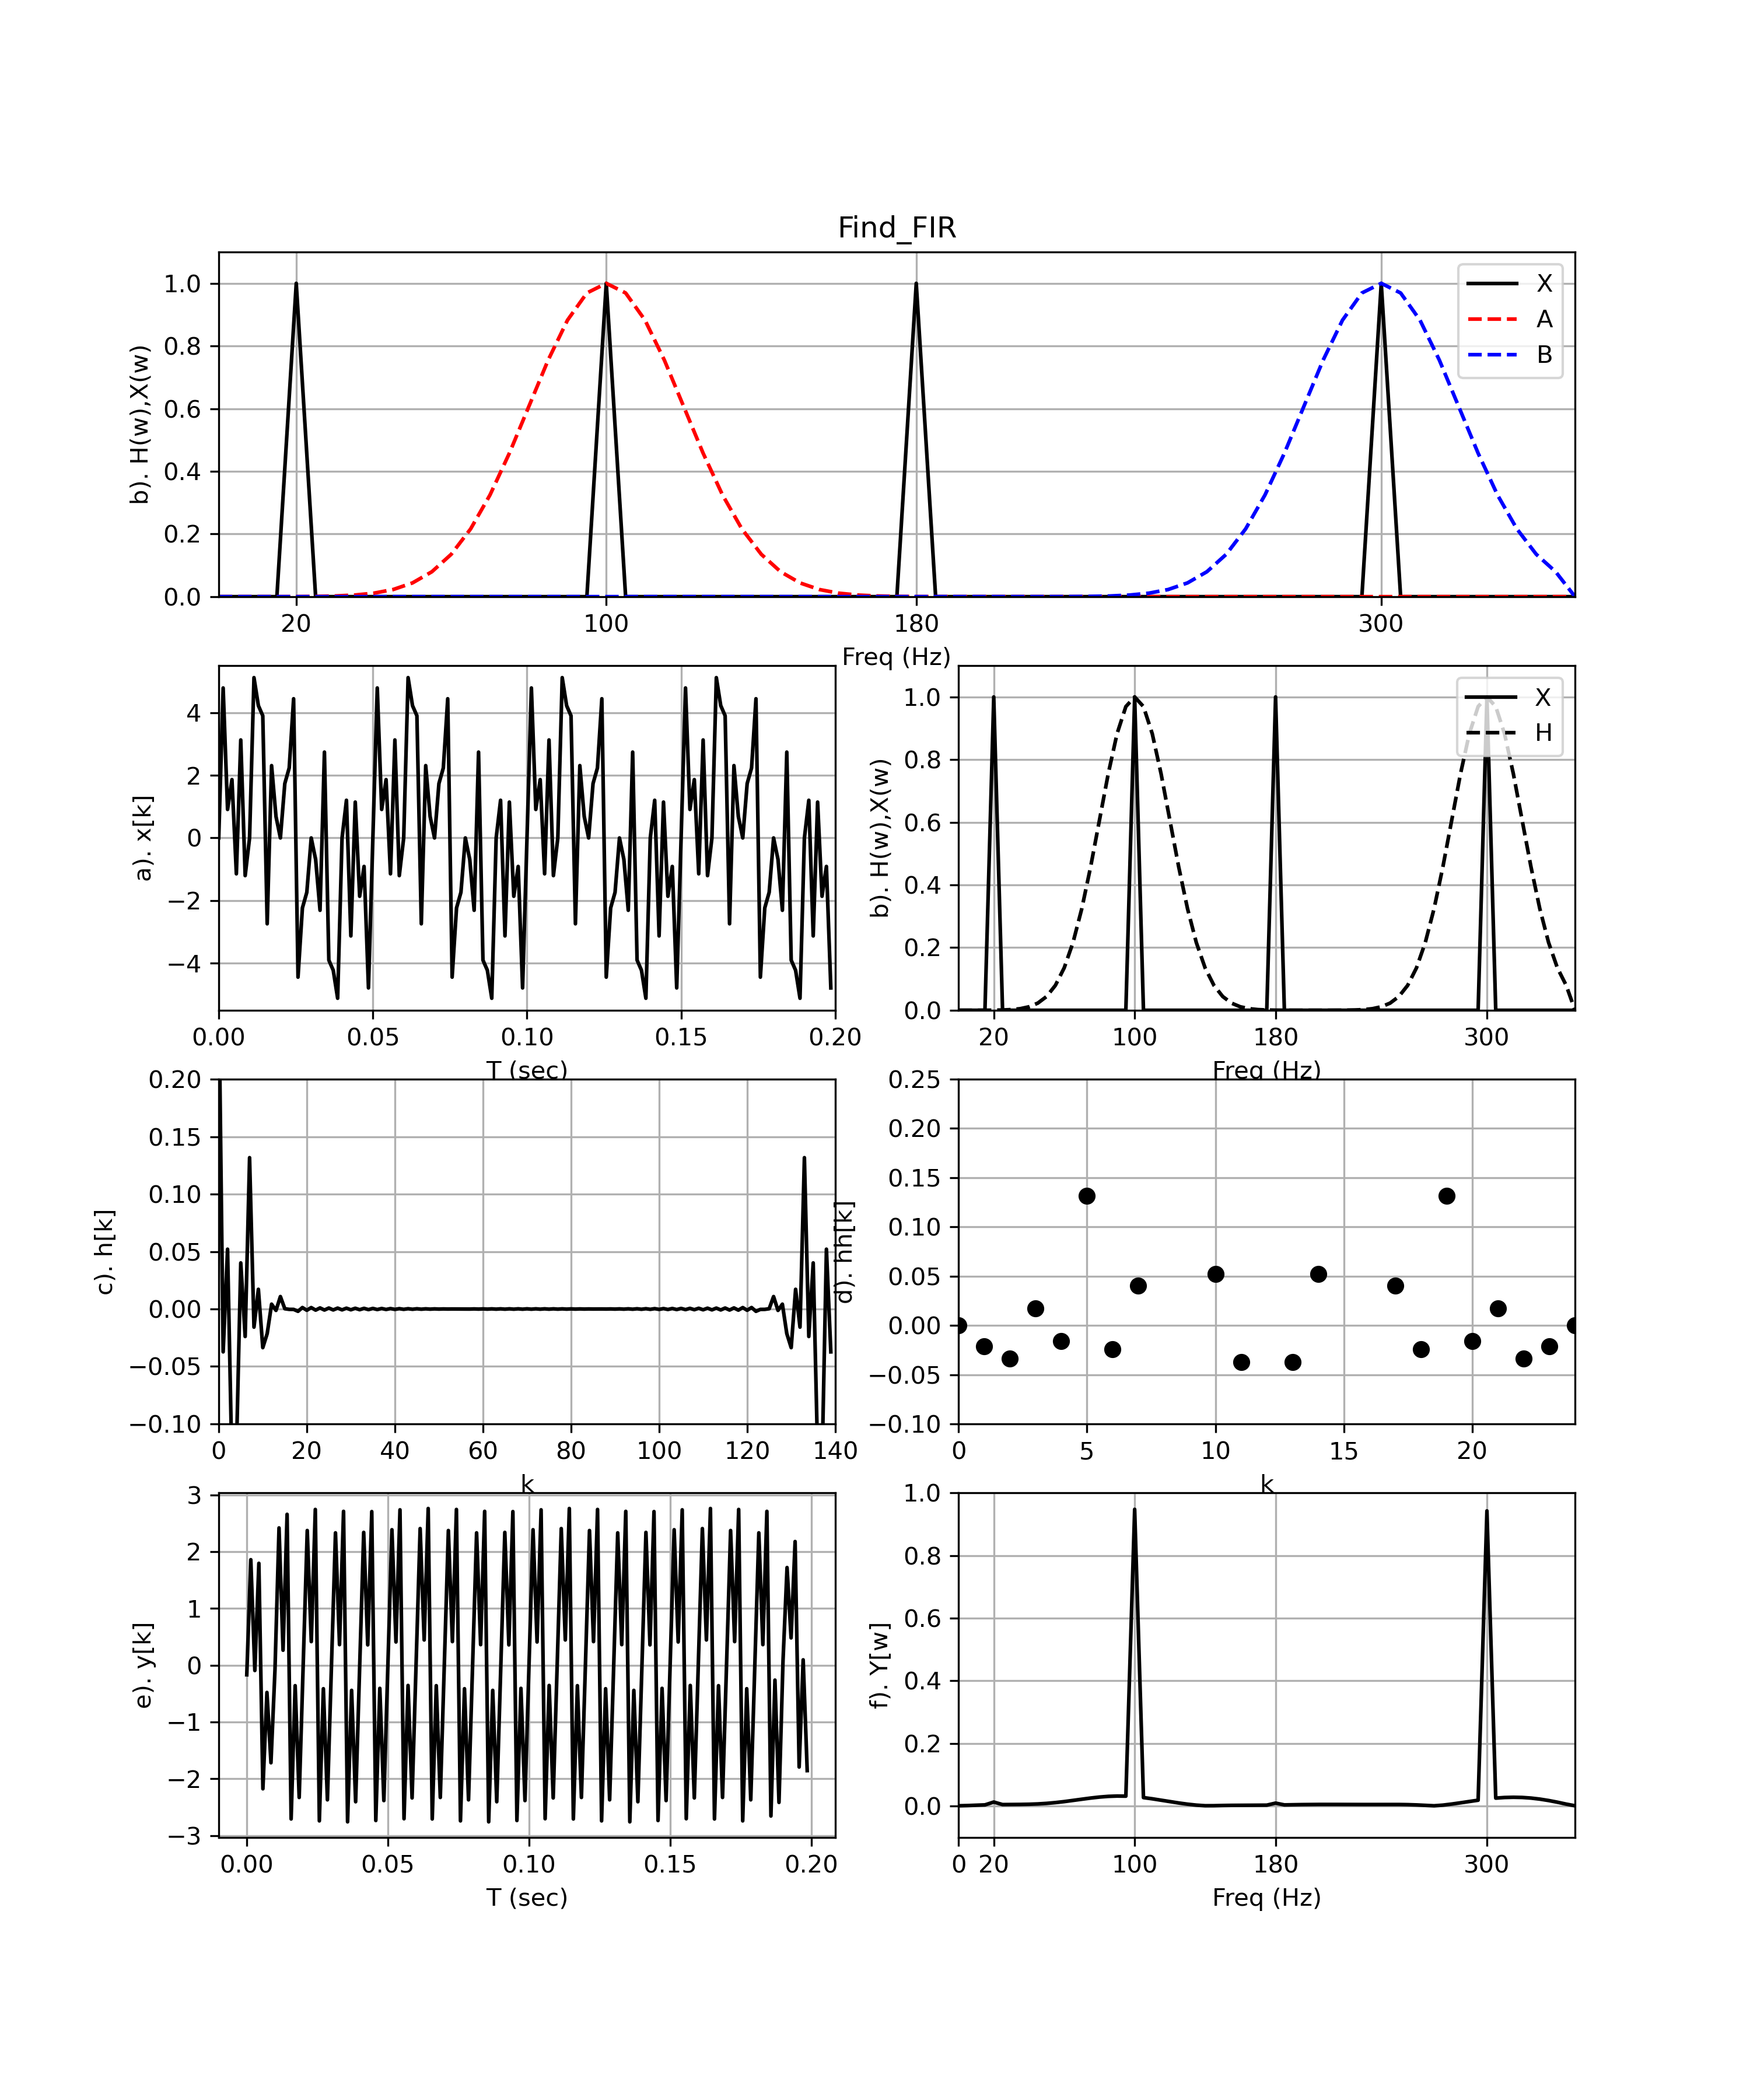 Find_FIR
b). H(w),X(w)
1.0
0.8
0.6
0.4
0.2
0.0
X
A
B
20 100 180 300
Freq (Hz)
a). x[k]
4
2
0
−2
−4
0.00 0.05 0.10 0.15 0.20
T (sec)
b). H(w),X(w)
1.0
0.8
0.6
0.4
0.2
0.0
X
H
20 100 180 300
Freq (Hz)
c). h[k]
0.20
0.15
0.10
0.05
0.00
−0.05
−0.10
0 20 40 60 80 100 120 140
k
d). hh[k]
0.25
0.20
0.15
0.10
0.05
0.00
−0.05
−0.10
0 5 10 15 20
k
e). y[k]
3
2
1
0
−1
−2
−3
0.00 0.05 0.10 0.15 0.20
T (sec)
f). Y[w]
1.0
0.8
0.6
0.4
0.2
0.0
0 20 100 180 300
Freq (Hz)